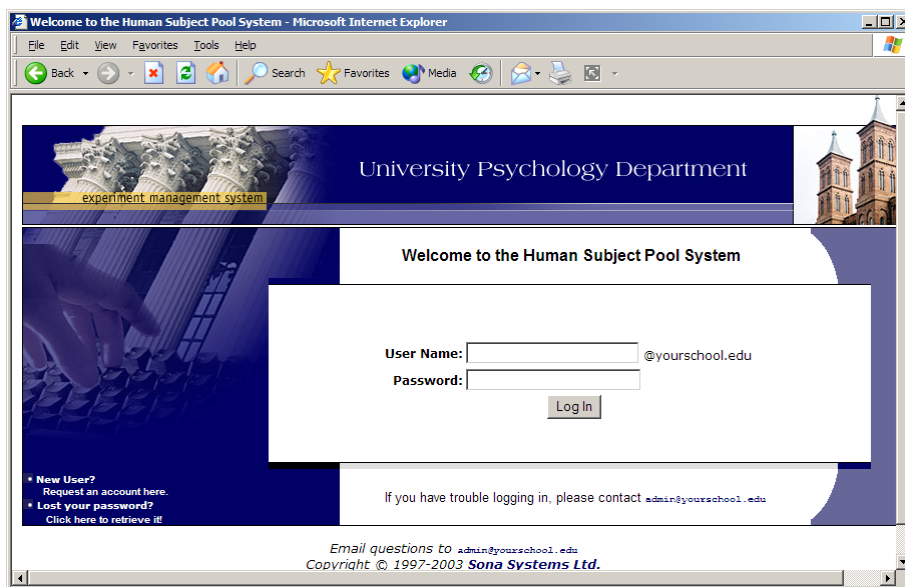 Welcome to the Human Subject Pool System - Microsoft Internet Explorer
File Edit View Favorites Tools Help
Back Search Favorites Media
University Psychology Department
experiment management system
Welcome to the Human Subject Pool System
User Name: @yourschool.edu
Password:
Log In
New User?
Request an account here.
Lost your password?
Click here to retrieve it!
If you have trouble logging in, please contact admin@yourschool.edu
Email questions to admin@yourschool.edu
Copyright © 1997-2003 Sona Systems Ltd.